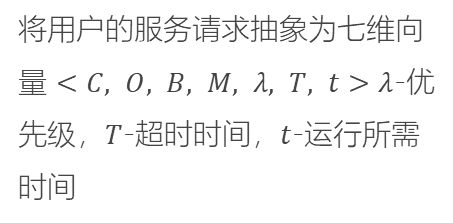 将用户的服务请求抽象为七维向
量 < C, O, B, M, λ, T, t > λ-优
先级，T-超时时间，t-运行所需
时间